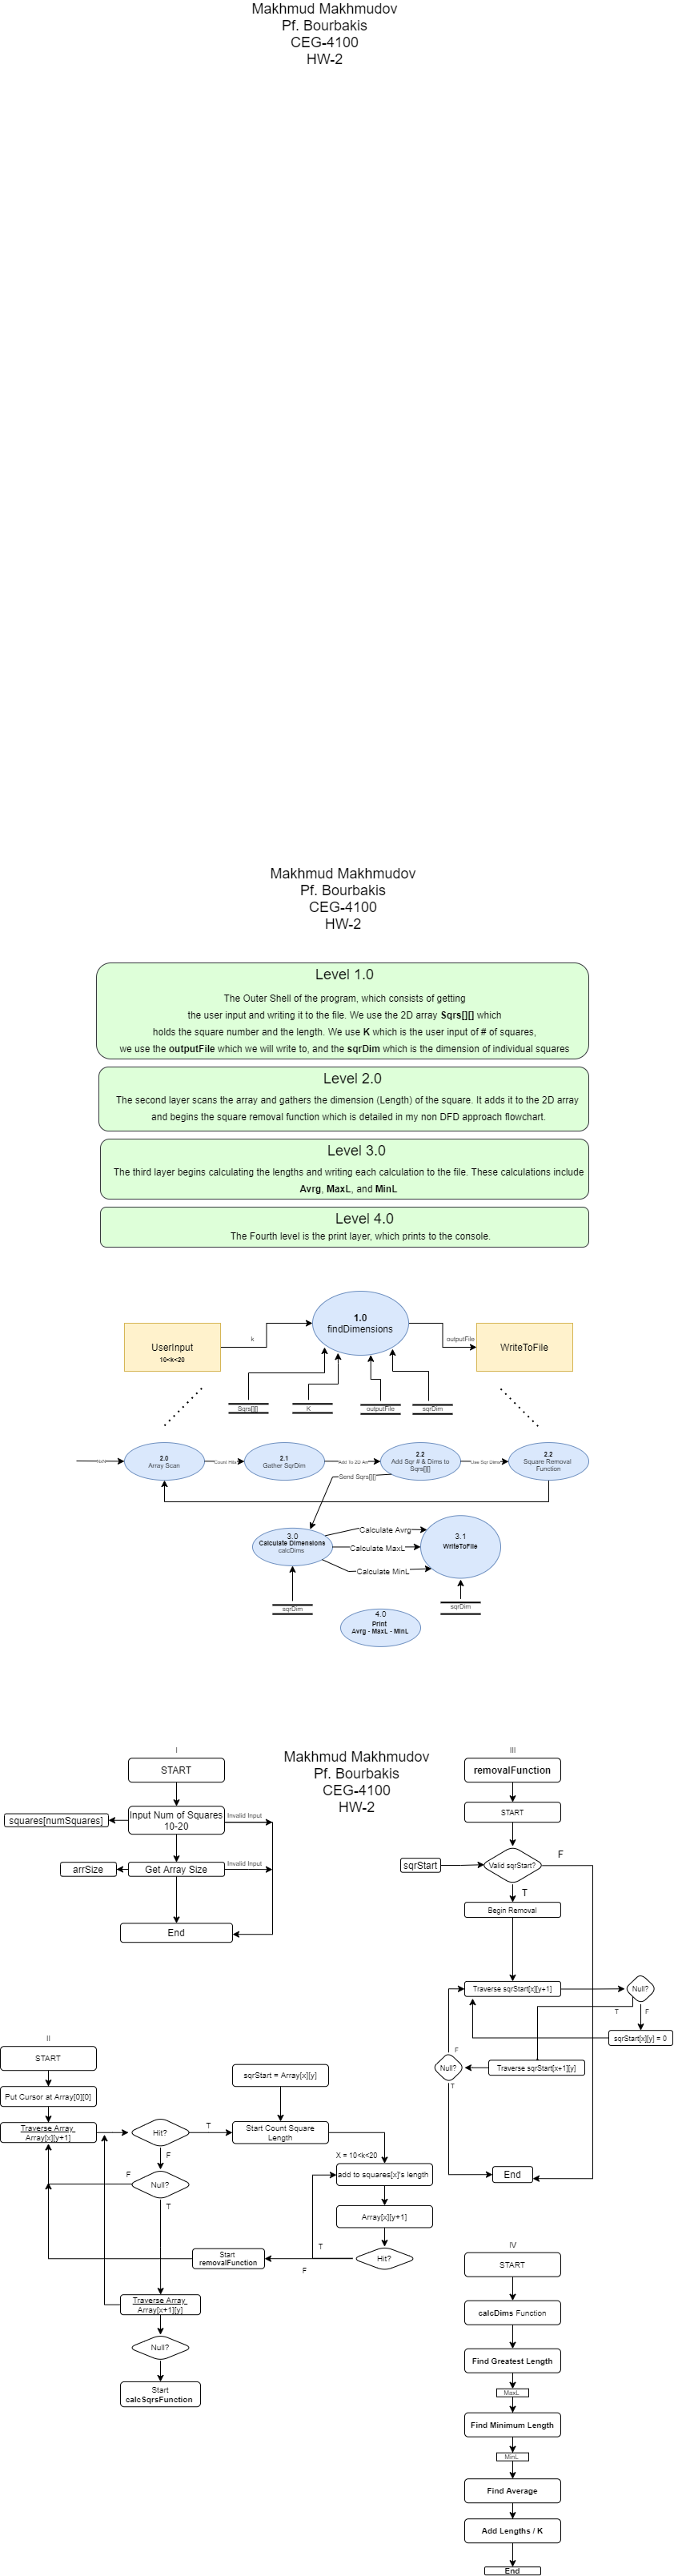 Makhmud Makhmudov
Pf. Bourbakis
CEG-4100
HW-2
Makhmud Makhmudov
Pf. Bourbakis
CEG-4100
HW-2
Level 1.0
The Outer Shell of the program, which consists of getting
the user input and writing it to the file. We use the 2D array Sqrs[][] which
holds the square number and the length. We use K which is the user input of # of squares,
we use the outputFile which we will write to, and the sqrDim which is the dimension of individual squares
Level 2.0
The second layer scans the array and gathers the dimension (Length) of the square. It adds it to the 2D array
and begins the square removal function which is detailed in my non DFD approach flowchart.
Level 3.0
The third layer begins calculating the lengths and writing each calculation to the file. These calculations include
Avrg, MaxL, and MinL
Level 4.0
The Fourth level is the print layer, which prints to the console.
1.0
findDimensions
UserInput
10<k<20
k
outputFile
WriteToFile
Sqrs[][]
K
outputFile
sqrDim
2.0
Array Scan
2.1
Gather SqrDim
2.2
Add Sqr # & Dims to
Sqrs[][]
2.2
Square Removal
Function
Send Sqrs[][]
3.0
Calculate Dimensions
calcDims
Calculate Avrg
Calculate MaxL
Calculate MinL
3.1
WriteToFile
sqrDim
sqrDim
4.0
Print
Avrg - MaxL - MinL
Makhmud Makhmudov
Pf. Bourbakis
CEG-4100
HW-2
I
START
Input Num of Squares
10-20
squares[numSquares]
Invalid Input
Get Array Size
arrSize
Invalid Input
End
III
removalFunction
START
sqrStart
Valid sqrStart?
F
T
Begin Removal
Traverse sqrStart[x][y+1]
Null?
T
F
sqrStart[x][y] = 0
F
Null?
T
Traverse sqrStart[x+1][y]
End
II
START
Put Cursor at Array[0][0]
Traverse Array
Array[x][y+1]
Hit?
T
F
Null?
F
T
sqrStart = Array[x][y]
Start Count Square
Length
X = 10<k<20
add to squares[x]'s length
Array[x][y+1]
Hit?
T
F
Start
removalFunction
Traverse Array
Array[x+1][y]
Null?
Start
calcSqrsFunction
IV
START
calcDims Function
Find Greatest Length
MaxL
Find Minimum Length
MinL
Find Average
Add Lengths / K
End